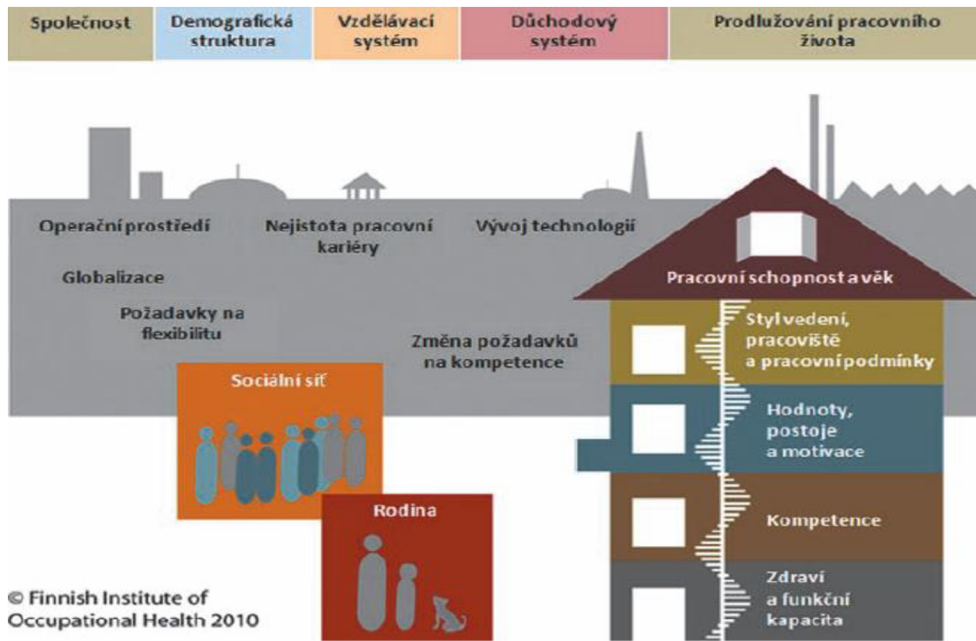 Společnost
Demografická
struktura
Vzdělávací
systém
Důchodový
systém
Prodlužování pracovního
života
Operační prostředí
Nejistota pracovní
kariéry
Vývoj technologií
Globalizace
Požadavky na
flexibilitu
Změna požadavků
na kompetence
Sociální síť
Rodina
Pracovní schopnost a věk
Styl vedení,
pracoviště
a pracovní podmínky
Hodnoty,
postoje
a motivace
Kompetence
Zdraví
a funkční
kapacita
© Finnish Institute of
Occupational Health 2010